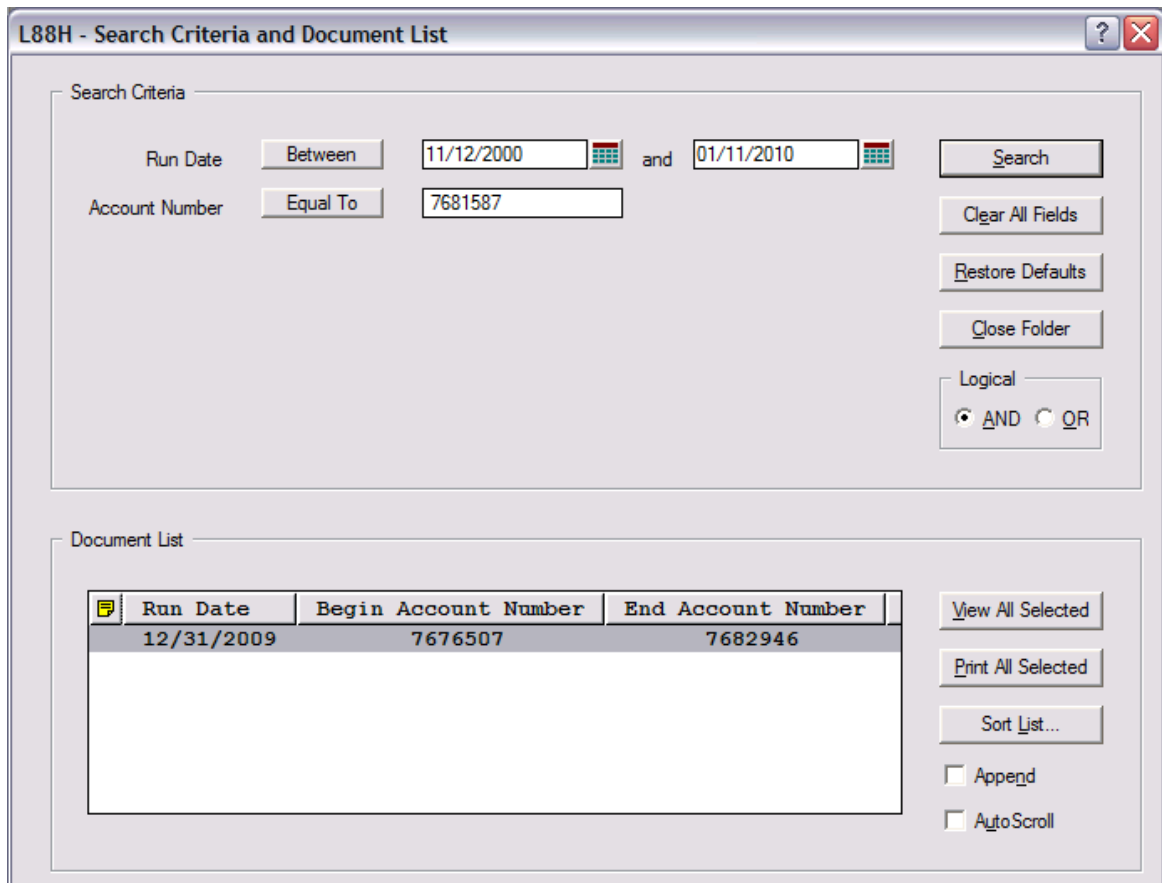 L88H - Search Criteria and Document List
?
Search Criteria
Run Date Between 11/12/2000 and 01/11/2010 Search
Account Number Equal To 7681587 Clear All Fields
Restore Defaults
Close Folder
Logical
AND OR
Document List
Run Date Begin Account Number End Account Number View All Selected
12/31/2009 7676507 7682946
Print All Selected
Sort List...
Append
AutoScroll